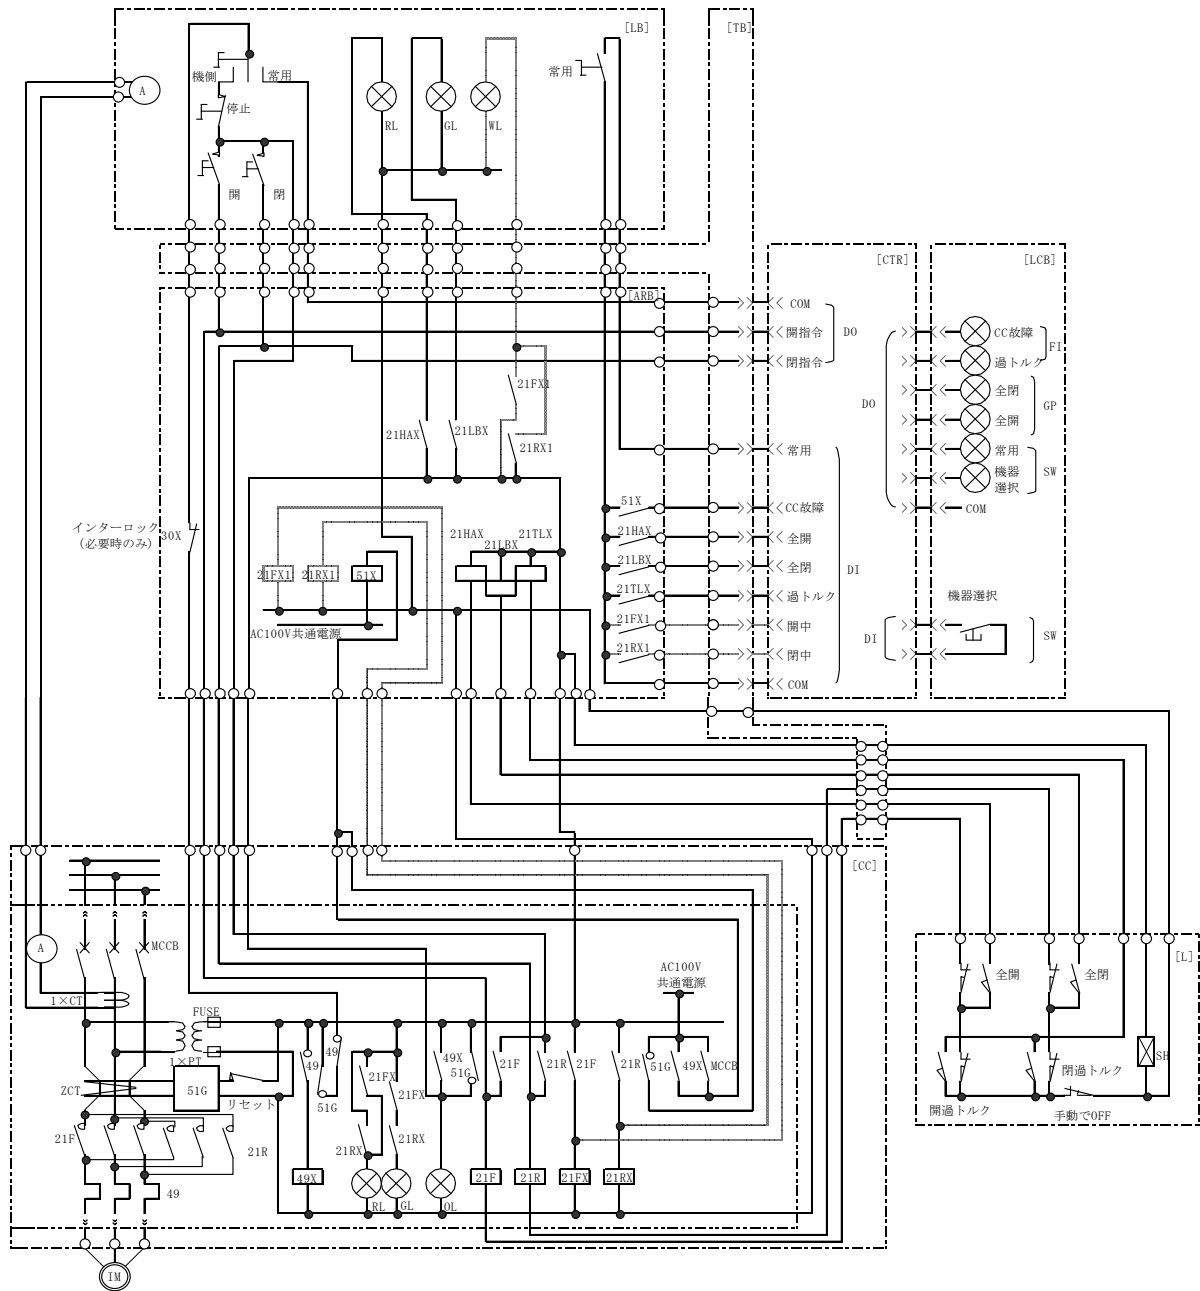 [LB]
[TB]
機側
常用
停止
開
閉
A
RL
GL
WL
常用
[CTR]
[LCB]
[ARB]
COM
開指令
閉指令
DO
DO
CC故障
過トルク
FI
全閉
全開
GP
常用
機器
選択
SW
COM
21FX1
21HAX
21LBX
21RX1
常用
51X
CC故障
21HAX
全開
21LBX
全閉
21TLX
過トルク
21FX1
開中
21RX1
閉中
COM
DI
DI
機器選択
SW
インターロック
(必要時のみ)
30X
21HAX
21LBX
21TLX
21FX1
21RX1
51X
AC100V共通電源
[CC]
A
MCCB
1×CT
FUSE
1×PT
51G
リセット
ZCT
21F
21R
49
IM
AC100V
共通電源
49
49
51G
21FX
21FX
21RX
21RX
49X
51G
21F
21R
21F
21R
51G
49X
MCCB
49X
RL
GL
OL
21F
21R
21FX
21RX
[L]
全開
全閉
SH
開過トルク
閉過トルク
手動でOFF